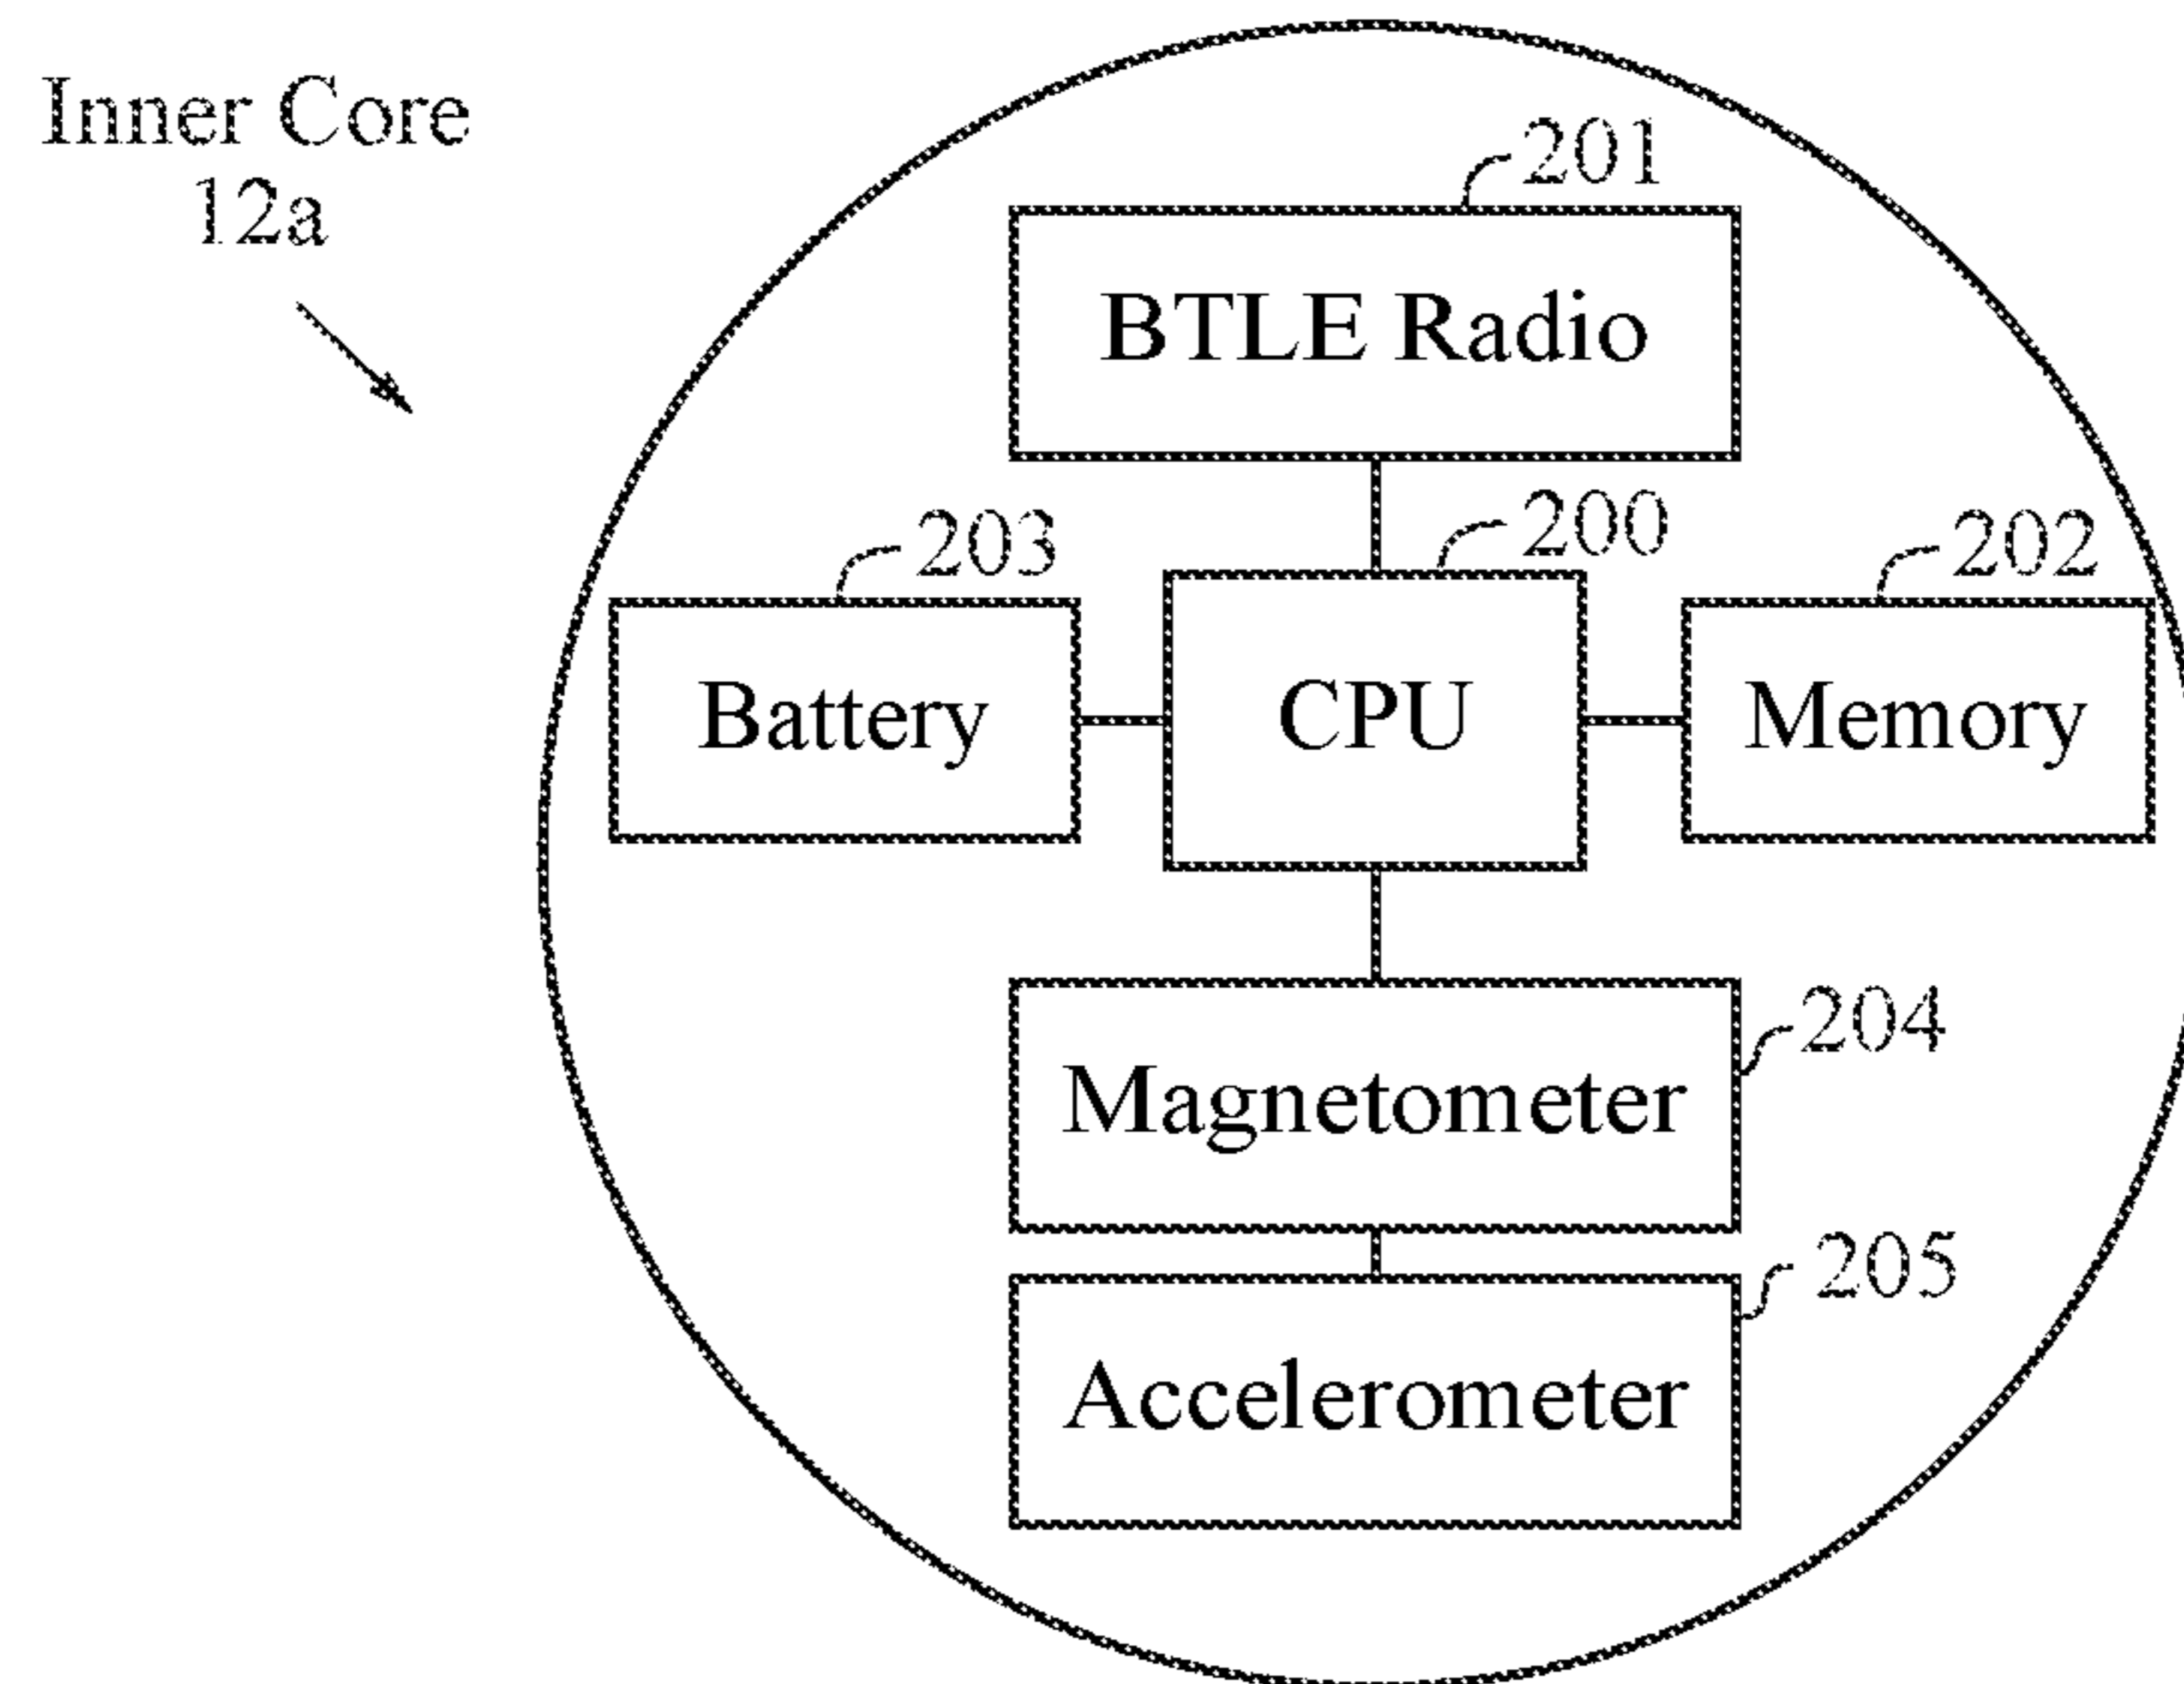 Inner Core
12a
201
BTLE Radio
203
200
202
Battery
CPU
Memory
204
Magnetometer
205
Accelerometer